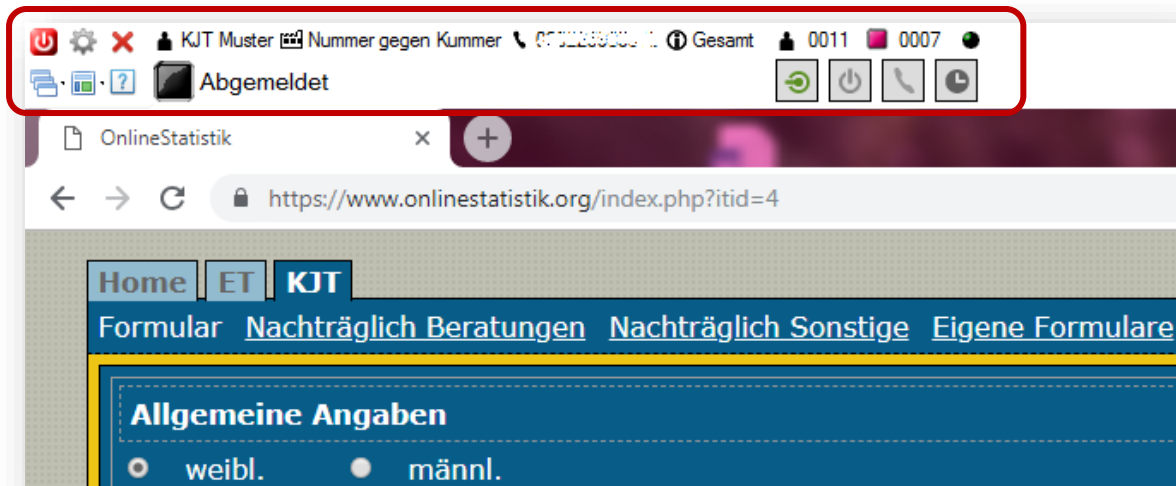 KJT Muster Nummer gegen Kummer Gesamt 0011 0007
Abgemeldet
OnlineStatistik
https://www.onlinestatistik.org/index.php?itid=4
Home ET KJT
Formular Nachträglich Beratungen Nachträglich Sonstige Eigene Formulare
Allgemeine Angaben
weibl. männl.